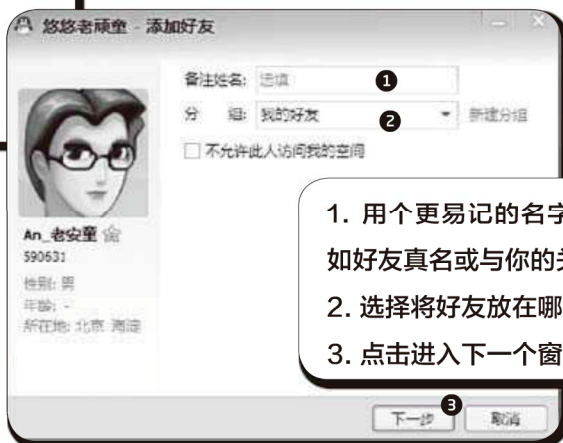 悠悠老顽童 - 添加好友
备注姓名: 选填 ❶
分 组: 我的好友 ❷ 新建分组
不允许此人访问我的空间
An_老安童
590631
性别: 男
年龄: -
所在地: 北京 海淀
1. 用个更易记的名字
如好友真名或与你的关
2. 选择将好友放在哪
3. 点击进入下一个窗
下一步 ❸ 取消